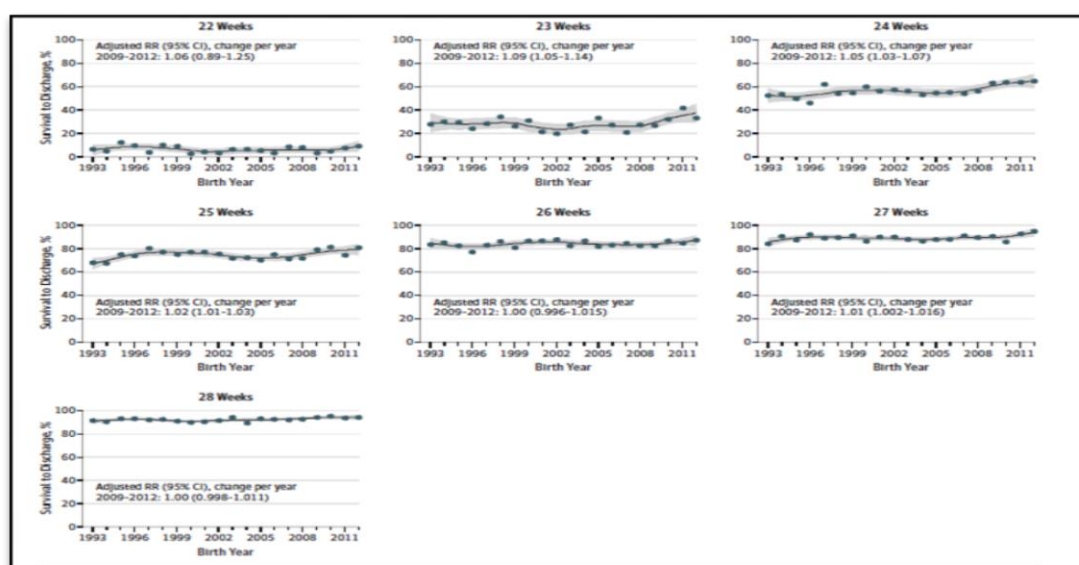 22 Weeks
Survival to Discharge, %
100
80
60
40
20
0
Adjusted RR (95% CI), change per year
2009–2012: 1.06 (0.89–1.25)
1993 1996 1999 2002 2005 2008 2011
Birth Year
23 Weeks
100
80
60
40
20
0
Adjusted RR (95% CI), change per year
2009–2012: 1.09 (1.05–1.14)
1993 1996 1999 2002 2005 2008 2011
Birth Year
24 Weeks
100
80
60
40
20
0
Adjusted RR (95% CI), change per year
2009–2012: 1.05 (1.03–1.07)
1993 1996 1999 2002 2005 2008 2011
Birth Year
25 Weeks
Survival to Discharge, %
100
80
60
40
20
0
Adjusted RR (95% CI), change per year
2009–2012: 1.02 (1.01–1.03)
1993 1996 1999 2002 2005 2008 2011
Birth Year
26 Weeks
100
80
60
40
20
0
Adjusted RR (95% CI), change per year
2009–2012: 1.00 (0.996–1.015)
1993 1996 1999 2002 2005 2008 2011
Birth Year
27 Weeks
100
80
60
40
20
0
Adjusted RR (95% CI), change per year
2009–2012: 1.01 (1.002–1.016)
1993 1996 1999 2002 2005 2008 2011
Birth Year
28 Weeks
Survival to Discharge, %
100
80
60
40
20
0
Adjusted RR (95% CI), change per year
2009–2012: 1.00 (0.998–1.011)
1993 1996 1999 2002 2005 2008 2011
Birth Year